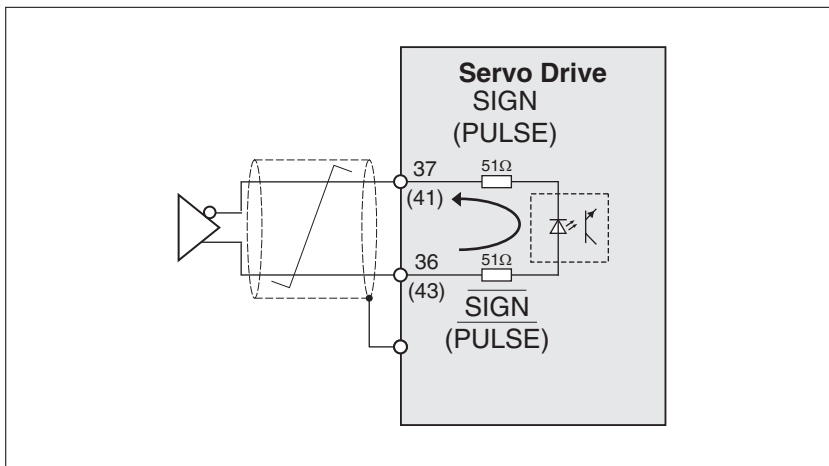 Servo Drive
SIGN
(PULSE)
37
51Ω
(41)
36
51Ω
(43)
SIGN
(PULSE)